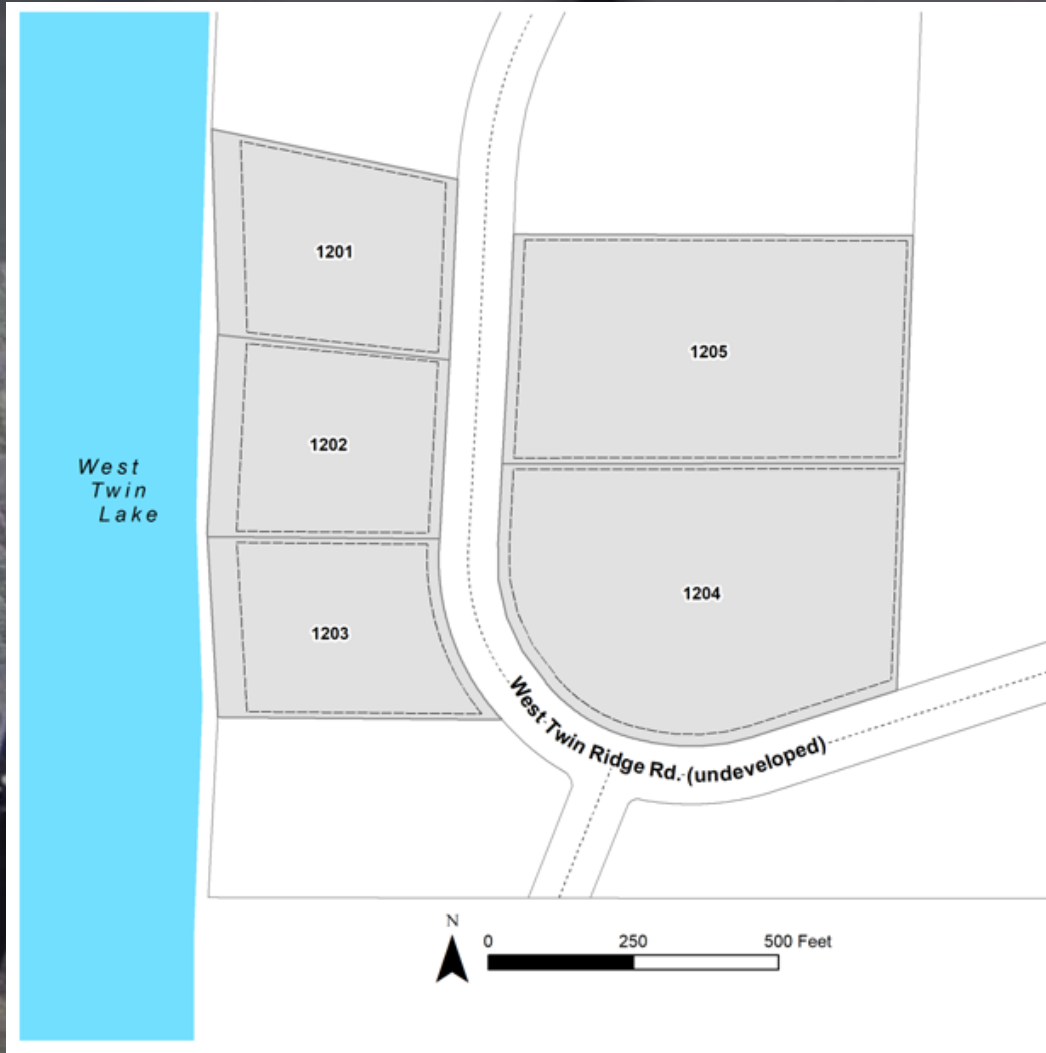 1201
1205
1202
West
Twin
Lake
1204
1203
West Twin Ridge Rd. (undeveloped)
N
0 250 500 Feet